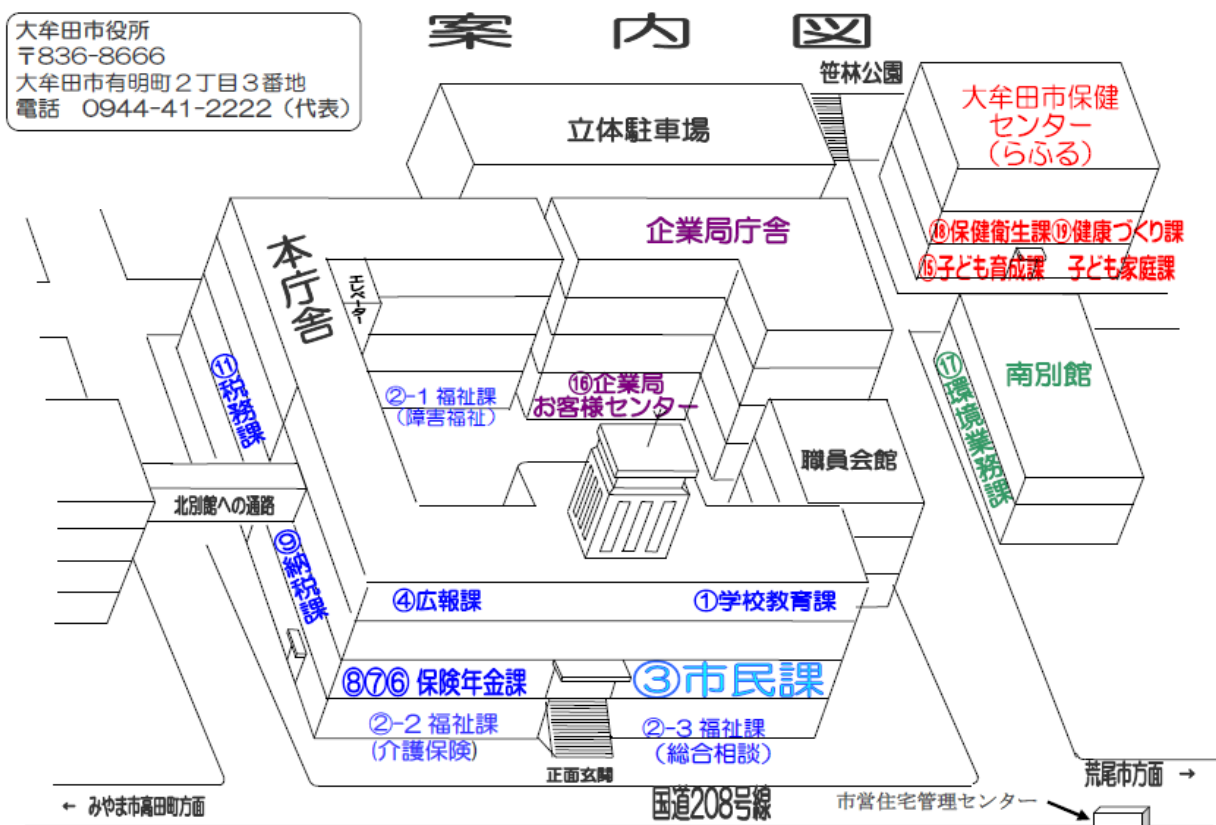 案内図
大牟田市役所
〒836-8666
大牟田市有明町２丁目３番地
電話　0944-41-2222（代表）
笹林公園
大牟田市保健
センター
（らふる）
立体駐車場
⑱保健衛生課⑲健康づくり課
⑮子ども育成課　子ども家庭課
企業局庁舎
本庁舎
エレベーター
⑪税務課
②-1 福祉課
（障害福祉）
⑯企業局
お客様センター
⑰環境業務課
南別館
職員会館
北別館への通路
⑨納税課
④広報課
①学校教育課
⑧⑦⑥ 保険年金課
③市民課
②-2 福祉課
(介護保険)
②-3 福祉課
（総合相談）
正面玄関
← みやま市高田町方面
国道208号線
荒尾市方面 →
市営住宅管理センター